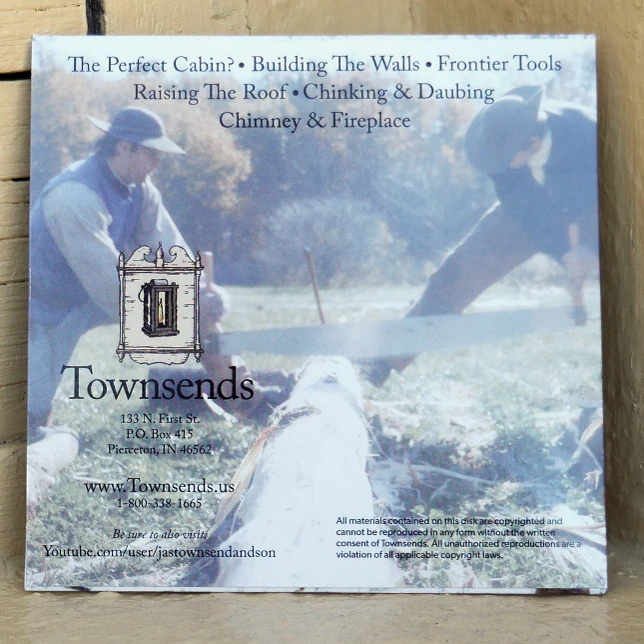 The Perfect Cabin? • Building The Walls • Frontier Tools
Raising The Roof • Chinking & Daubing
Chimney & Fireplace
Townsends
133 N. First St.
P.O. Box 415
Pierceton, IN 46562
www.Townsends.us
1-800-338-1665
Be sure to also visit:
Youtube.com/user/jastownsendandson
All materials contained on this disk are copyrighted and
cannot be reproduced in any form without the written
consent of Townsends. All unauthorized reproductions are a
violation of all applicable copyright laws.